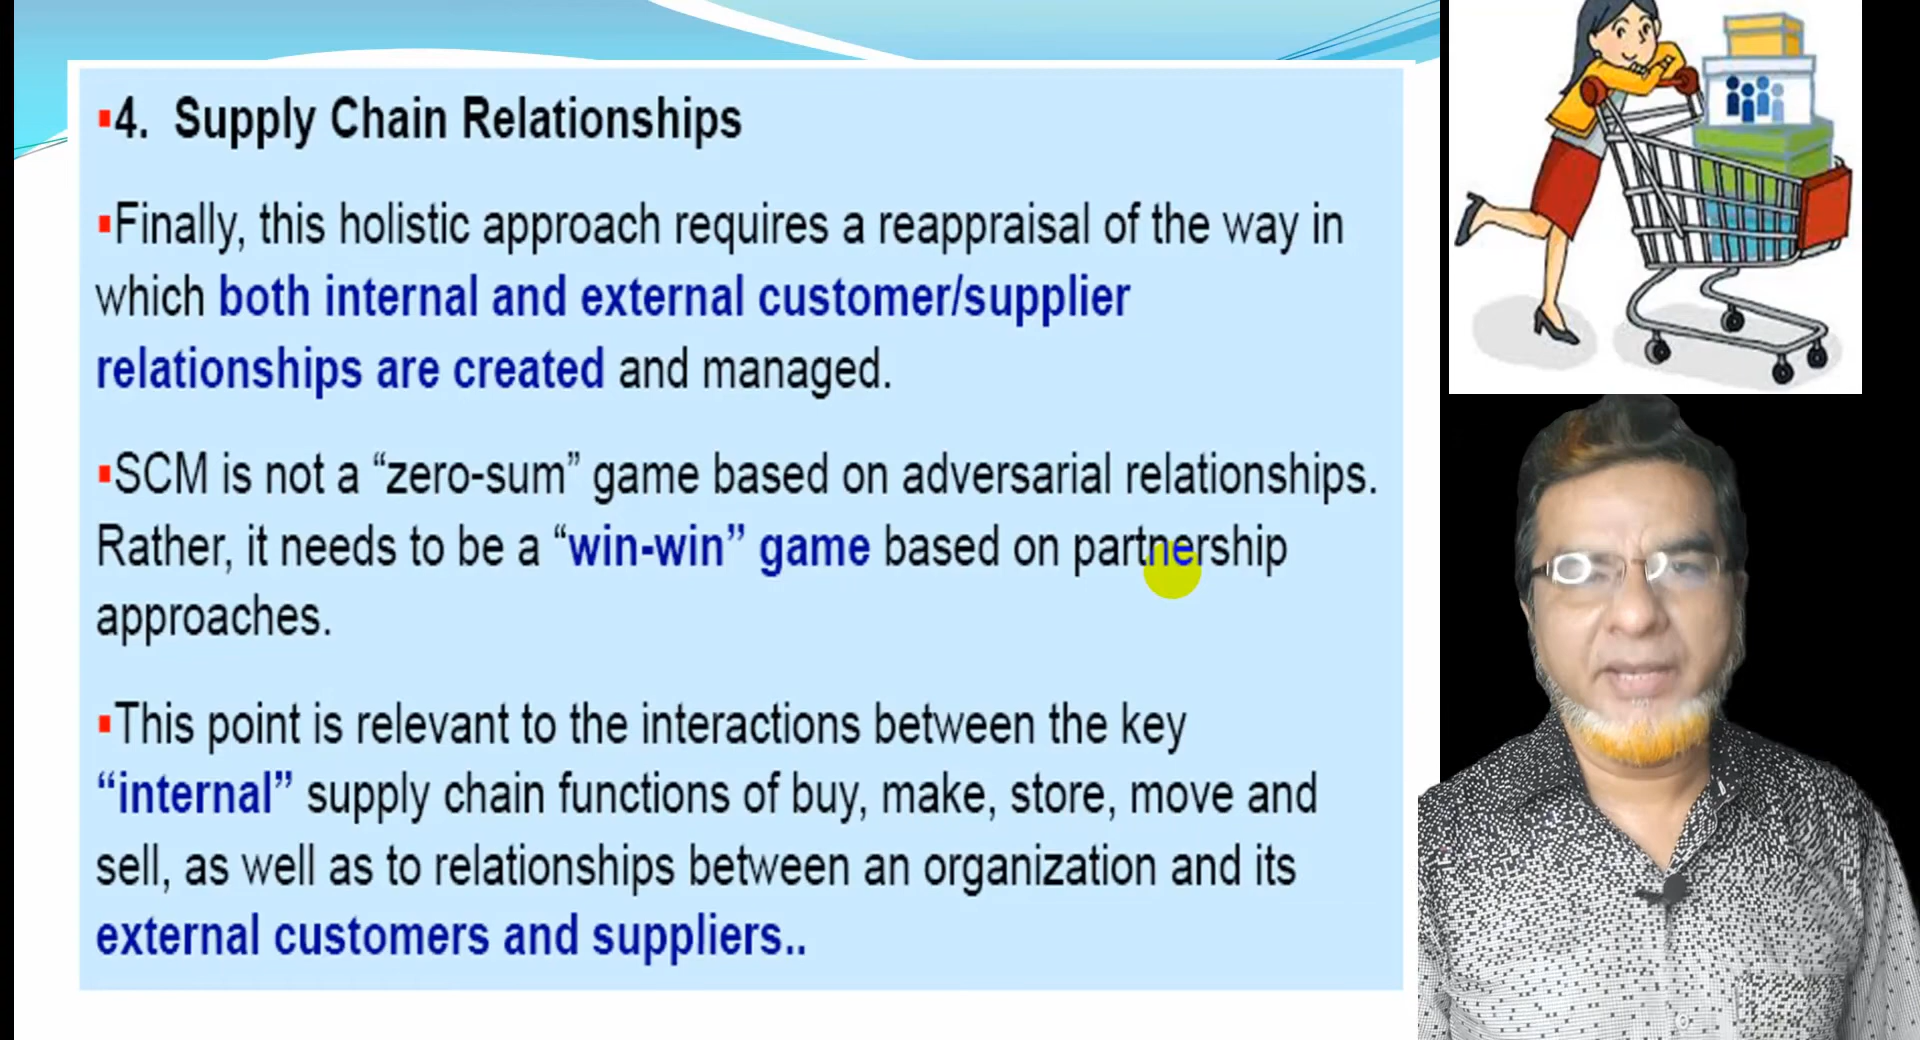 4. Supply Chain Relationships
Finally, this holistic approach requires a reappraisal of the way in
which both internal and external customer/supplier
relationships are created and managed.
SCM is not a “zero-sum” game based on adversarial relationships.
Rather, it needs to be a “win-win” game based on partnership
approaches.
This point is relevant to the interactions between the key
“internal” supply chain functions of buy, make, store, move and
sell, as well as to relationships between an organization and its
external customers and suppliers..